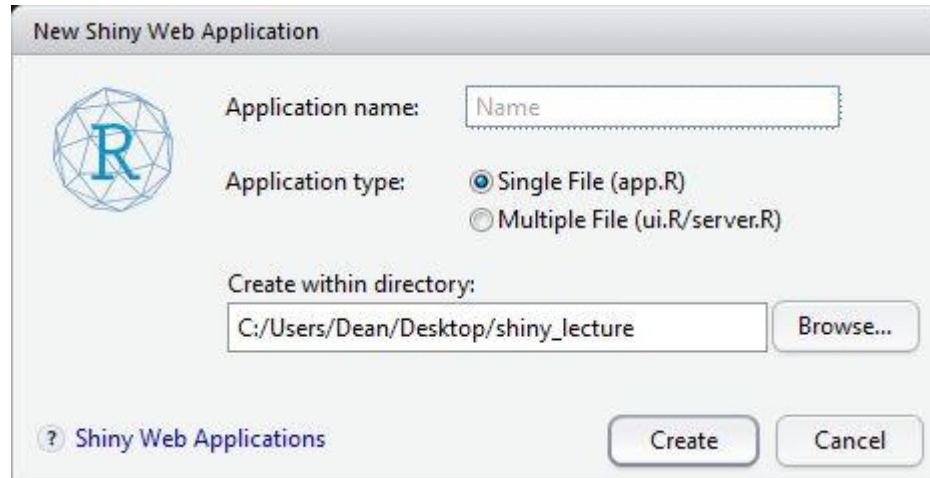 New Shiny Web Application
R
Application name: Name
Application type: Single File (app.R)
Multiple File (ui.R/server.R)
Create within directory:
C:/Users/Dean/Desktop/shiny_lecture Browse...
? Shiny Web Applications Create Cancel